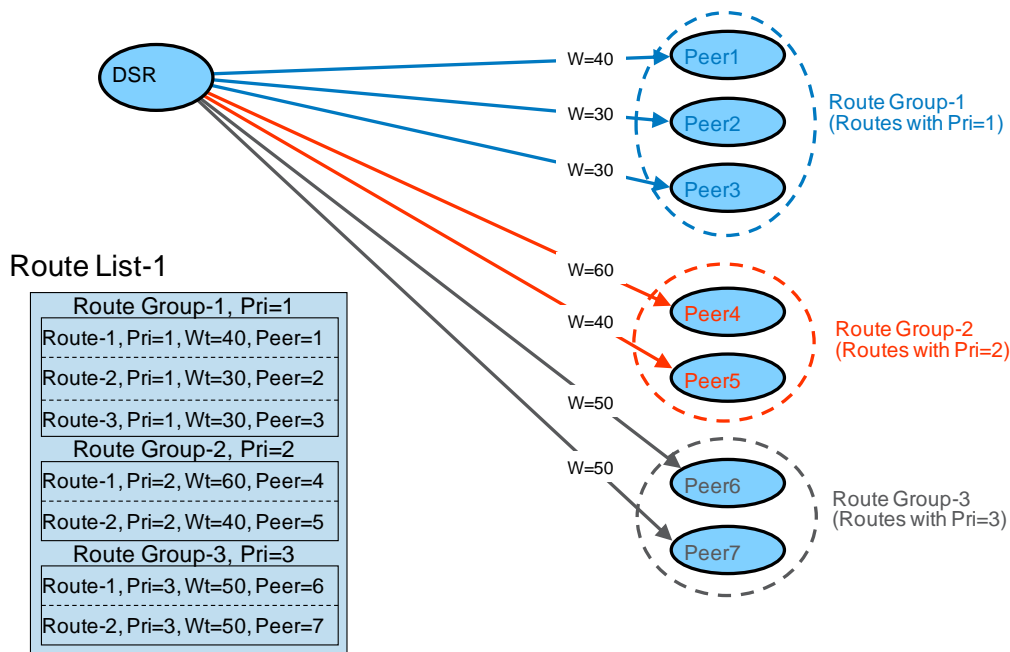 DSR
W=40
W=30
W=30
W=60
W=40
W=50
W=50
Peer1
Peer2
Peer3
Route Group-1
(Routes with Pri=1)
Peer4
Peer5
Route Group-2
(Routes with Pri=2)
Peer6
Peer7
Route Group-3
(Routes with Pri=3)
Route List-1
Route Group-1, Pri=1
Route-1, Pri=1, Wt=40, Peer=1
Route-2, Pri=1, Wt=30, Peer=2
Route-3, Pri=1, Wt=30, Peer=3
Route Group-2, Pri=2
Route-1, Pri=2, Wt=60, Peer=4
Route-2, Pri=2, Wt=40, Peer=5
Route Group-3, Pri=3
Route-1, Pri=3, Wt=50, Peer=6
Route-2, Pri=3, Wt=50, Peer=7